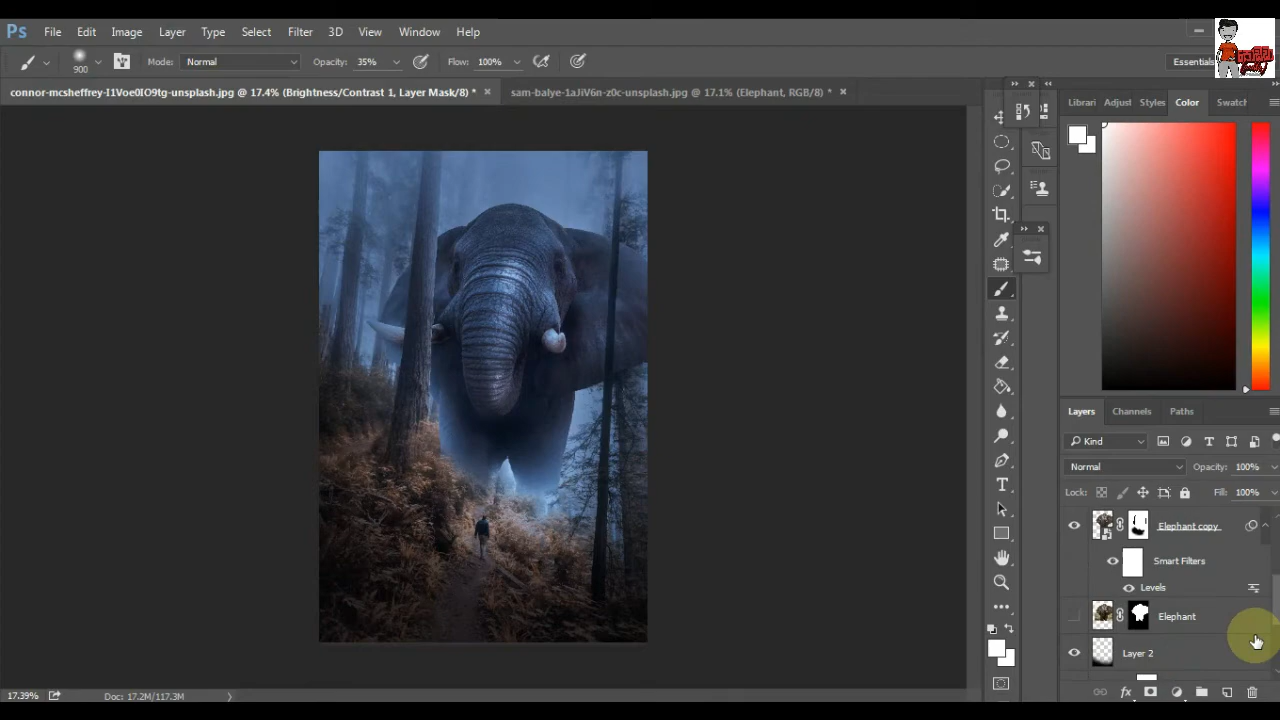 Ps File Edit Image Layer Type Select Filter 3D View Window Help
900 Mode: Normal Opacity: 35% Flow: 100% Essentials
connor-mcsheffrey-I1Voe0IO9tg-unsplash.jpg @ 17.4% (Brightness/Contrast 1, Layer Mask/8) * sam-balye-1aJiV6n-z0c-unsplash.jpg @ 17.1% (Elephant, RGB/8) *
Librari Adjust Styles Color Swatch
Layers Channels Paths
Kind
Normal Opacity: 100%
Lock: Fill: 100%
Elephant copy
Smart Filters
Levels
Elephant
Layer 2
17.39% Doc: 17.2M/117.3M